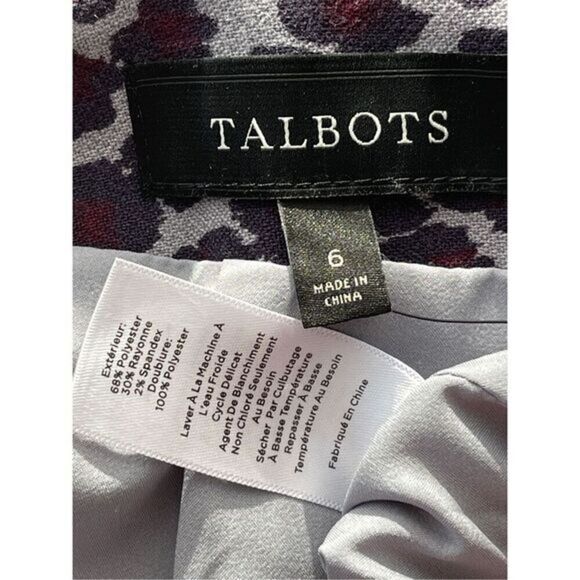 TALBOTS
6
MADE IN
CHINA
Extérieur:
68% Polyester
30% Rayonne
2% Spandex
Doublure:
100% Polyester
Laver À La Machine À
L'eau Froide
Cycle Délicat
Agent De Blanchiment
Non Chloré Seulement
Au Besoin
Sécher Par Culbutage
À Basse Température
Repasser À Basse
Température Au Besoin
Fabriqué En Chine